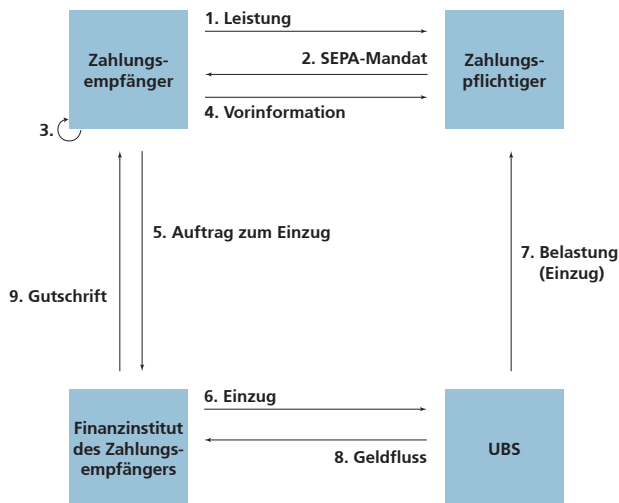 1. Leistung
Zahlungs-
empfänger
2. SEPA-Mandat
Zahlungs-
pflichtiger
4. Vorinformation
3.
5. Auftrag zum Einzug
7. Belastung
(Einzug)
9. Gutschrift
6. Einzug
Finanzinstitut
des Zahlungs-
empfängers
8. Geldfluss
UBS